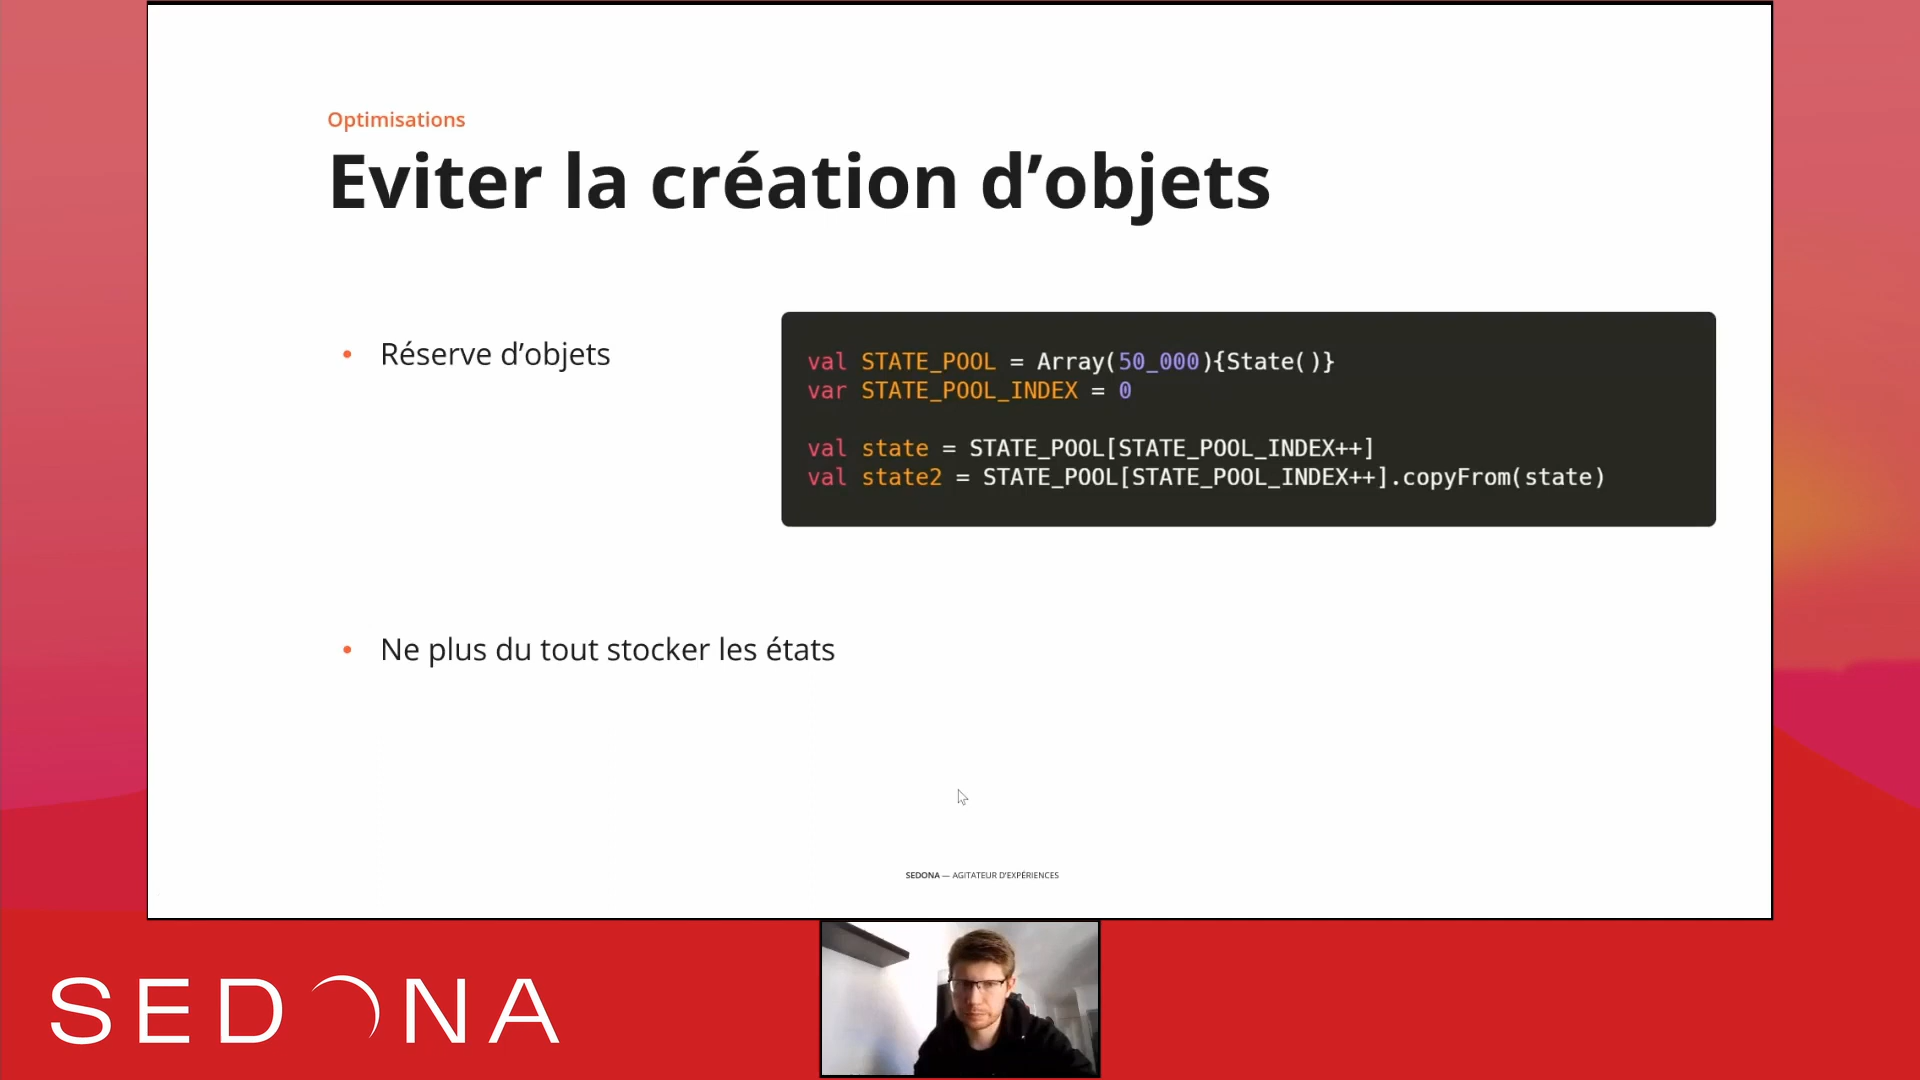 Optimisations
Eviter la création d’objets
• Réserve d’objets
val STATE_POOL = Array(50_000){State()}
var STATE_POOL_INDEX = 0
val state = STATE_POOL[STATE_POOL_INDEX++]
val state2 = STATE_POOL[STATE_POOL_INDEX++].copyFrom(state)
• Ne plus du tout stocker les états
SEDONA — AGITATEUR D'EXPÉRIENCES
SEDONA